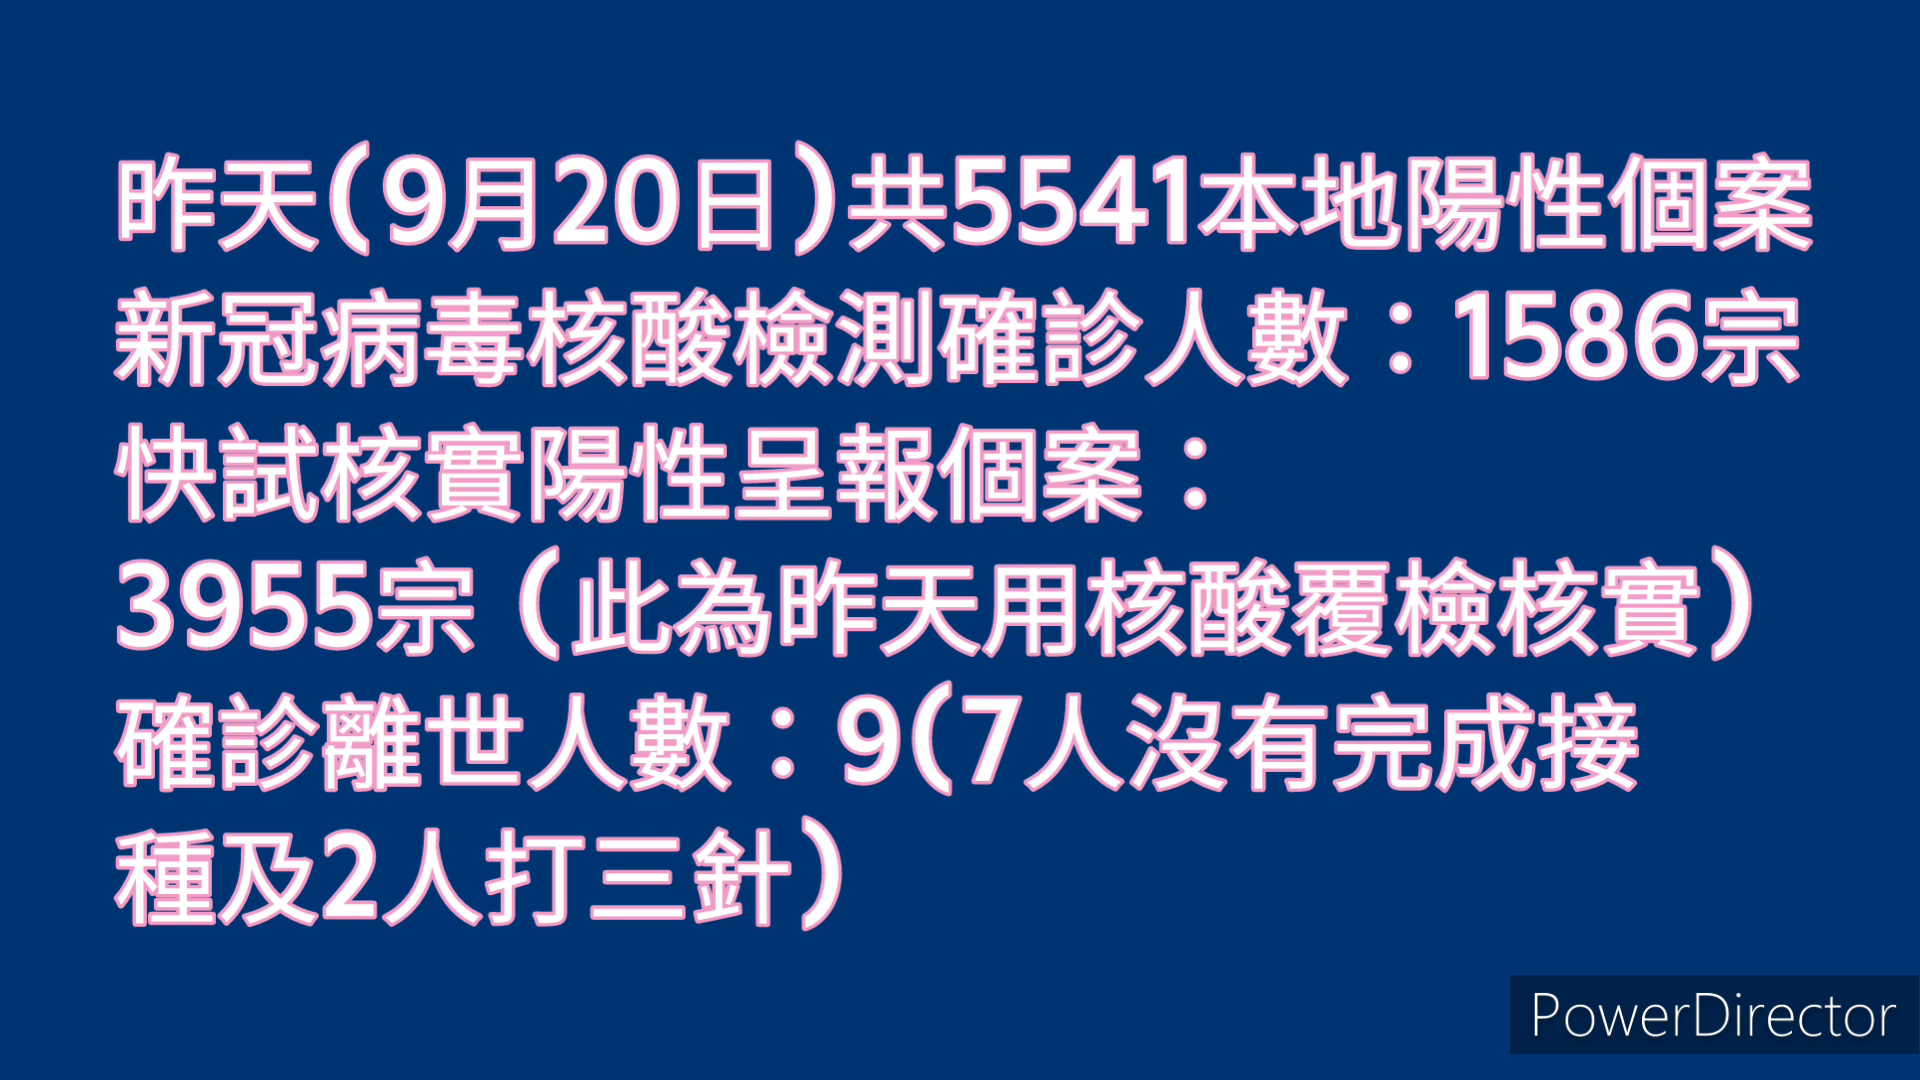 昨天(9月20日)共5541本地陽性個案
新冠病毒核酸檢測確診人數：1586宗
快試核實陽性呈報個案：
3955宗（此為昨天用核酸覆檢核實）
確診離世人數：9(7人沒有完成接
種及2人打三針)
PowerDirector